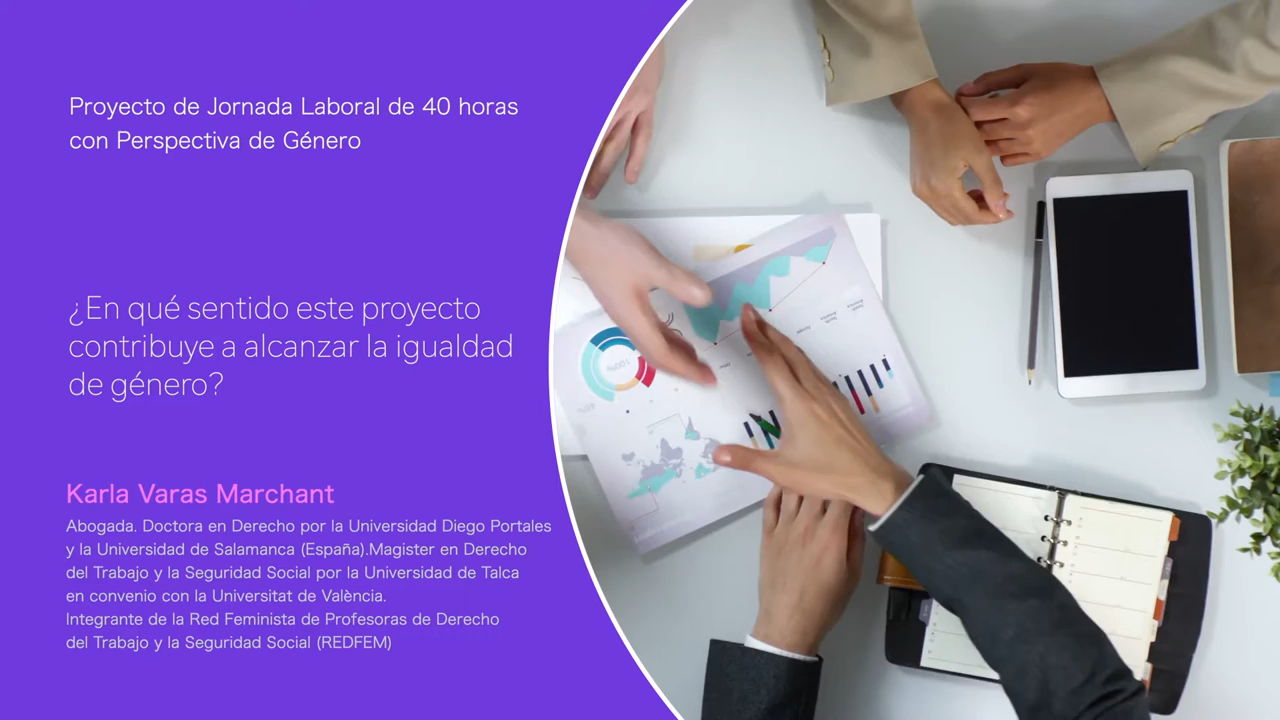 Proyecto de Jornada Laboral de 40 horas
con Perspectiva de Género
¿En qué sentido este proyecto
contribuye a alcanzar la igualdad
de género?
Karla Varas Marchant
Abogada. Doctora en Derecho por la Universidad Diego Portales
y la Universidad de Salamanca (España).Magister en Derecho
del Trabajo y la Seguridad Social por la Universidad de Talca
en convenio con la Universitat de València.
Integrante de la Red Feminista de Profesoras de Derecho
del Trabajo y la Seguridad Social (REDFEM)
100%